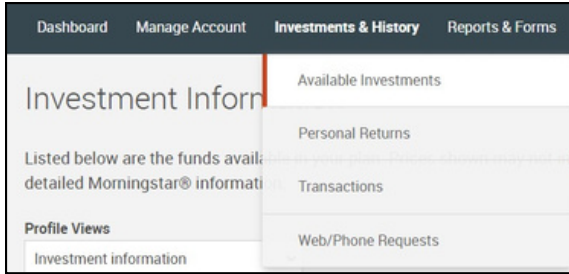 Dashboard Manage Account Investments & History Reports & Forms
Available Investments
Investment Inform
Personal Returns
Listed below are the funds availa
detailed Morningstar® informati
Transactions
Profile Views
Web/Phone Requests
Investment information